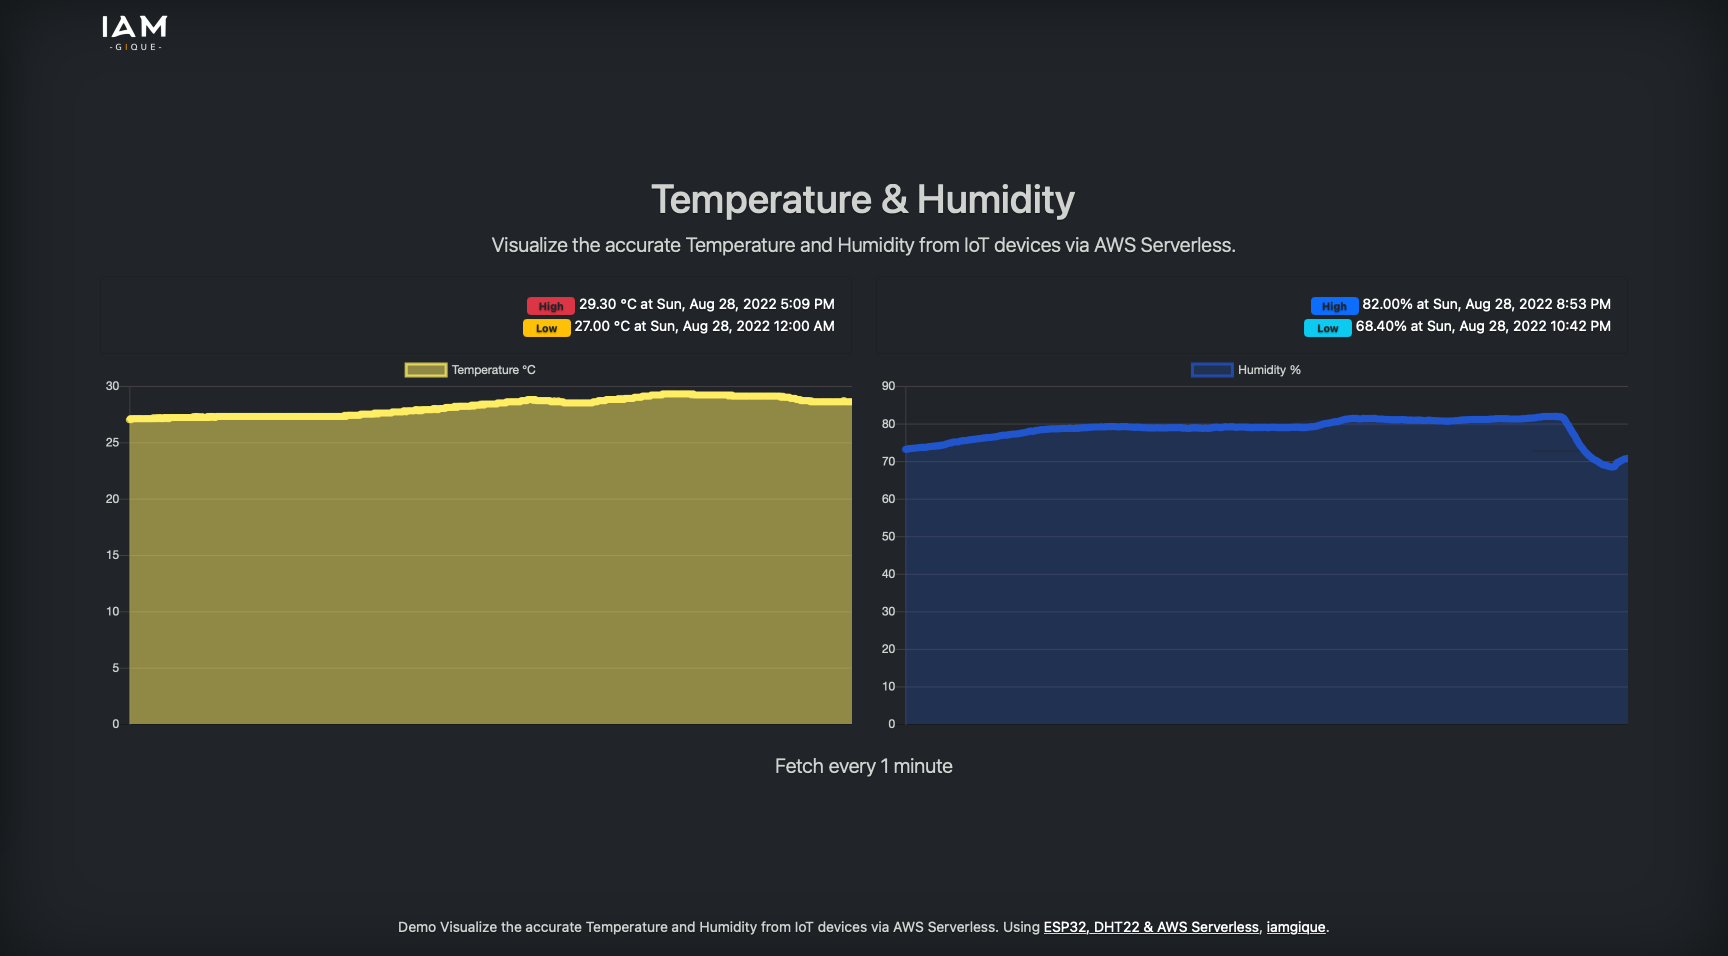 IAM
-GIQUE-
Temperature & Humidity
Visualize the accurate Temperature and Humidity from IoT devices via AWS Serverless.
High 29.30 °C at Sun, Aug 28, 2022 5:09 PM
Low 27.00 °C at Sun, Aug 28, 2022 12:00 AM
Temperature °C
30
25
20
15
10
5
0
High 82.00% at Sun, Aug 28, 2022 8:53 PM
Low 68.40% at Sun, Aug 28, 2022 10:42 PM
Humidity %
90
80
70
60
50
40
30
20
10
0
Fetch every 1 minute
Demo Visualize the accurate Temperature and Humidity from IoT devices via AWS Serverless. Using ESP32, DHT22 & AWS Serverless, iamgique.